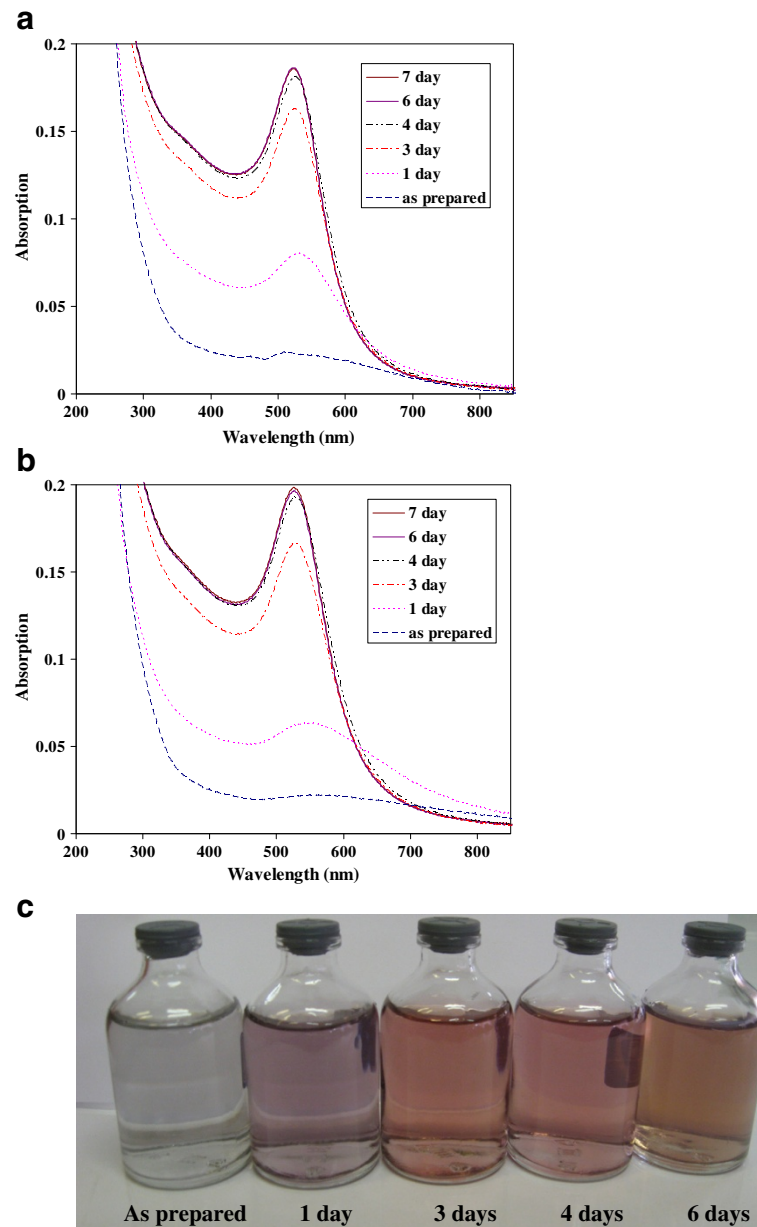 a
0.2
0.15
0.1
0.05
0
Absorption
7 day
6 day
4 day
3 day
1 day
as prepared
200 300 400 500 600 700 800
Wavelength (nm)
b
0.2
0.15
0.1
0.05
0
Absorption
7 day
6 day
4 day
3 day
1 day
as prepared
200 300 400 500 600 700 800
Wavelength (nm)
c
As prepared 1 day 3 days 4 days 6 days